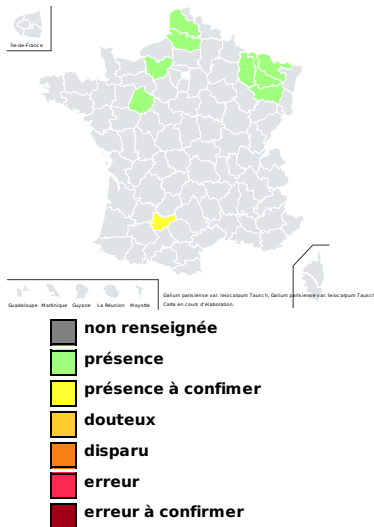 Île-de-France
Guadeloupe Martinique Guyane La Réunion Mayotte
Galium parisiense var. leiocarpum Tausch, Galium parisiense var. leiocarpum Tausch
Carte en cours d'élaboration.
non renseignée
présence
présence à confimer
douteux
disparu
erreur
erreur à confirmer